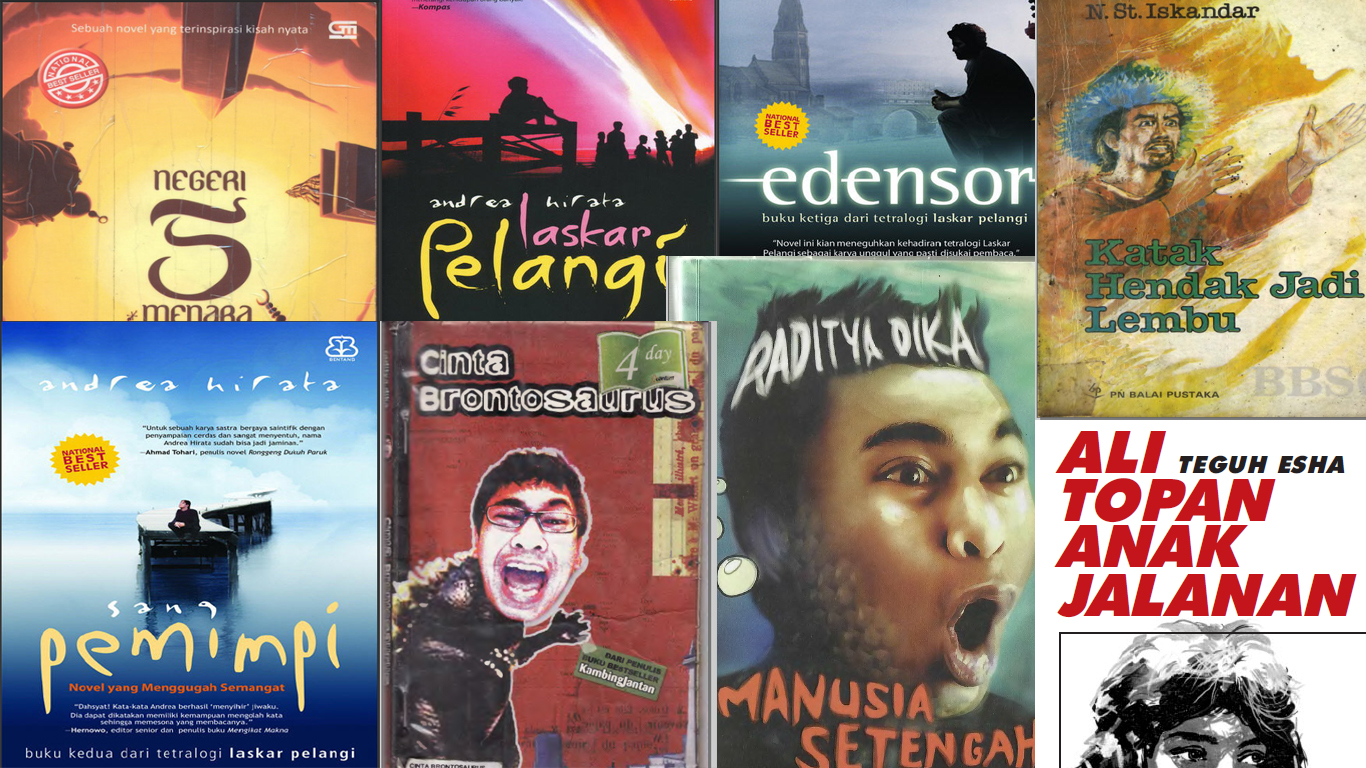 Sebuah novel yang terinspirasi kisah nyata
GM
NATIONAL
BEST SELLER
NEGERI
5
MENARA
—Kompas
andrea hirata
laskar
Pelangi
NATIONAL
BEST
SELLER
edensor
buku ketiga dari tetralogi laskar pelangi
"Novel ini kian meneguhkan kehadiran tetralogi Laskar
Pelangi sebagai karya unggul yang pasti disukai pembaca."
N. St. Iskandar
Katak
Hendak Jadi
Lembu
PN BALAI PUSTAKA
BBSC
BENTANG
andrea hirata
"Untuk sebuah karya sastra bergaya saintifik dengan
penyampaian cerdas dan sangat menyentuh, nama
Andrea Hirata sudah bisa jadi jaminan."
—Ahmad Tohari, penulis novel Ronggeng Dukuh Paruk
NATIONAL
BEST
SELLER
sang
pemimpi
Novel yang Menggugah Semangat
"Dahsyat! Kata-kata Andrea berhasil 'menyihir' jiwaku.
Dia dapat dikatakan memiliki kemampuan mengolah kata
sehingga memesona yang membacanya."
—Hernowo, editor senior dan penulis buku Mengikat Makna
buku kedua dari tetralogi laskar pelangi
Cinta
Brontosaurus
4 day
DARI PENULIS
BUKU BESTSELLER
KambingJantan
CINTA BRONTOSAURUS
RADITYA DIKA
MANUSIA
SETENGAH
ALI TEGUH ESHA
TOPAN
ANAK
JALANAN